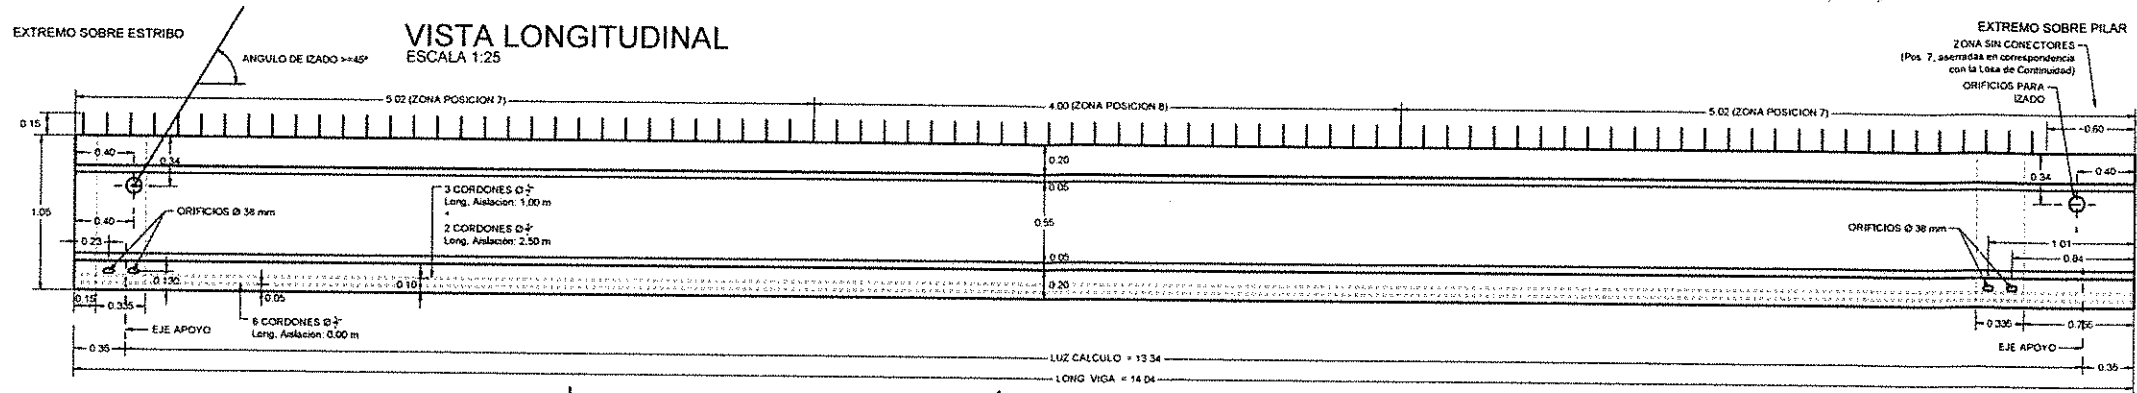 EXTREMO SOBRE ESTRIBO
ANGULO DE IZADO >=45°
VISTA LONGITUDINAL
ESCALA 1:25
EXTREMO SOBRE PILAR
ZONA SIN CONECTORES
(Pos. 7, aserradas en correspondencia
con la Losa de Continuidad)
ORIFICIOS PARA
IZADO
5.02 (ZONA POSICION 7)
4.00 (ZONA POSICION 8)
5.02 (ZONA POSICION 7)
0.60
0.15
0.40
0.34
0.20
0.34
0.40
1.05
0.05
3 CORDONES Ø
Long. Aislacion: 1,00 m
+
2 CORDONES Ø
Long. Aislación: 2.50 m
0.40
ORIFICIOS Ø 38 mm
0.55
ORIFICIOS Ø 38 mm
0.23
1.01
0.05
0.84
0.130
0.10
0.20
0.15
0.335
0.05
6 CORDONES Ø
Long. Aislacion: 0.00 m
EJE APOYO
0.335
0.755
EJE APOYO
0.35
LUZ CALCULO = 13.34
0.35
LONG VIGA = 14.04